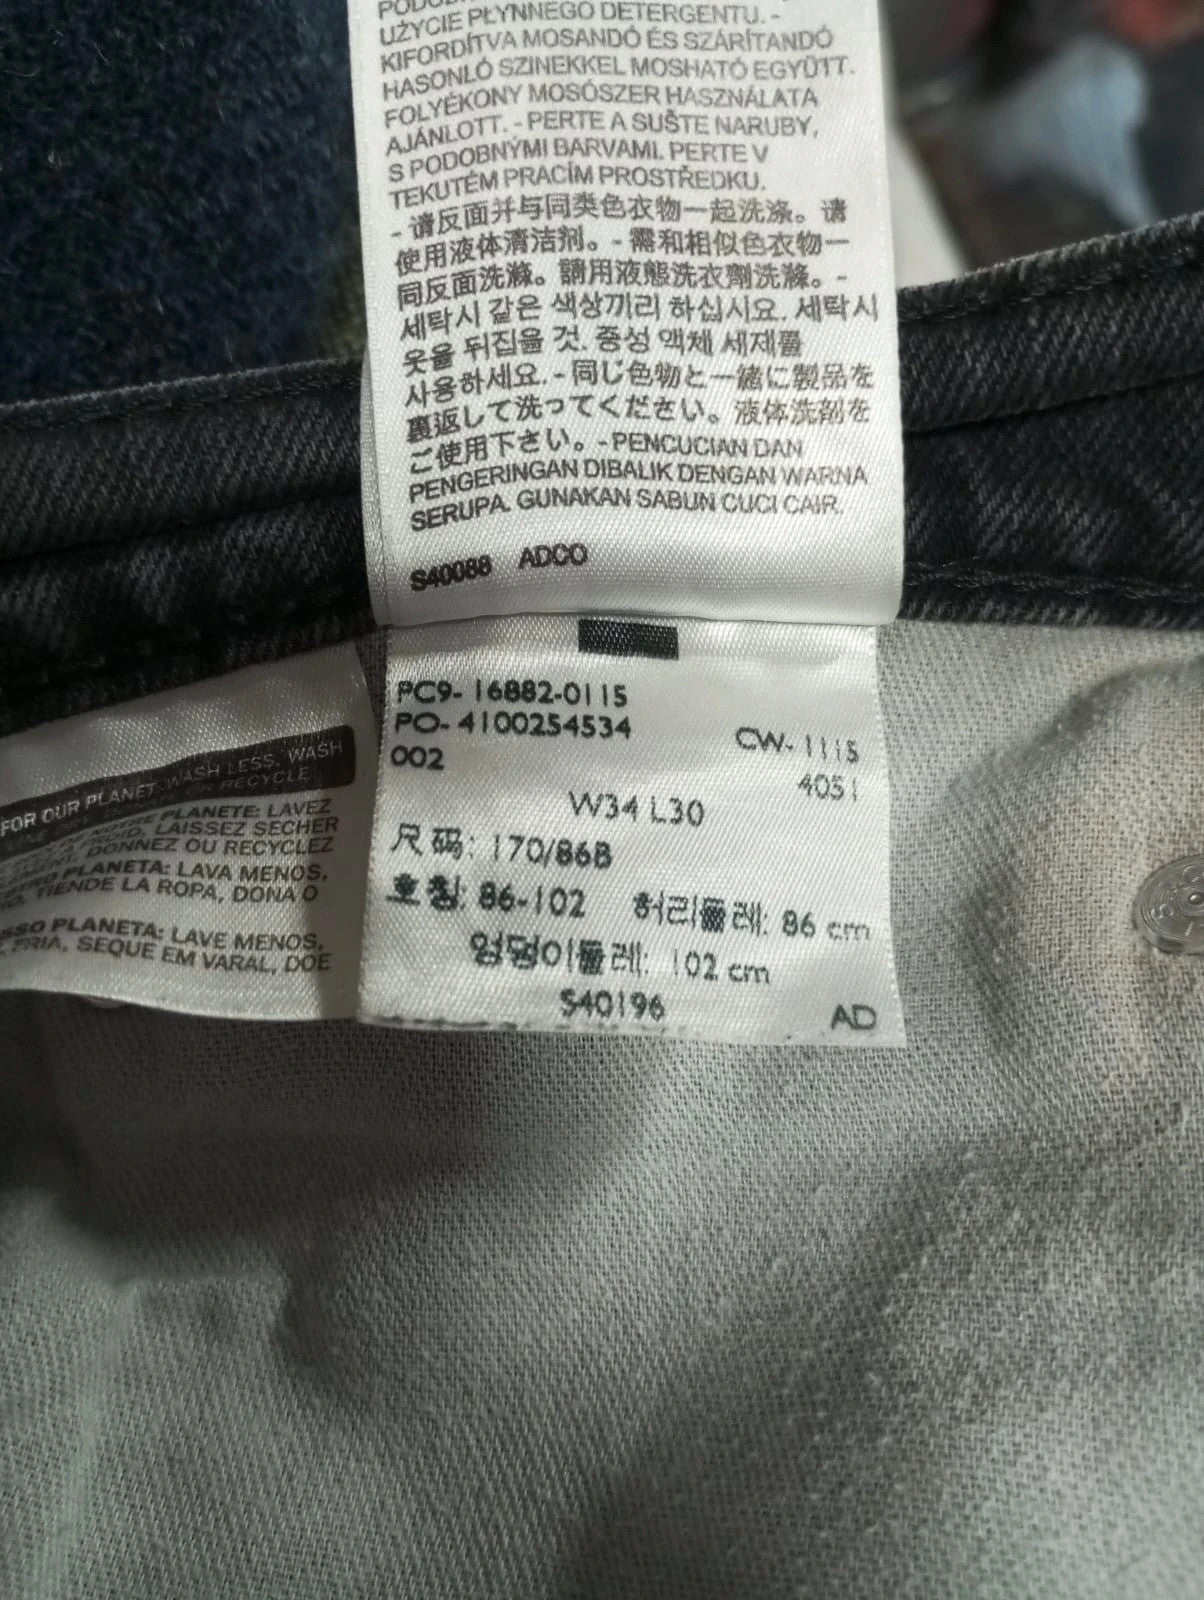 UŻYCIE PŁYNNEGO DETERGENTU. -
KIFORDÍTVA MOSANDÓ ÉS SZÁRÍTANDÓ
HASONLÓ SZINEKKEL MOSHATÓ EGYÜTT.
FOLYÉKONY MOSÓSZER HASZNÁLATA
AJÁNLOTT. - PERTE A SUŠTE NARUBY,
S PODOBNÝMI BARVAMI. PERTE V
TEKUTÉM PRACÍM PROSTŘEDKU.
- 请反面并与同类色衣物一起洗涤。请
使用液体清洁剂。- 需和相似色衣物一
同反面洗滌。請用液態洗衣劑洗滌。-
세탁시 같은 색상끼리 하십시요. 세탁시
옷을 뒤집을 것. 중성 액체 세제를
사용하세요. - 同じ色物と一緒に製品を
裏返して洗ってください。液体洗剤を
ご使用下さい。- PENCUCIAN DAN
PENGERINGAN DIBALIK DENGAN WARNA
SERUPA. GUNAKAN SABUN CUCI CAIR.
S40088 ADCO
PC9-16882-0115
PO-4100254534
002
CW-1115
4051
W34 L30
尺码: 170/86B
호칭: 86-102 허리둘레: 86 cm
엉덩이둘레: 102 cm
S40196 AD
FOR OUR PLANET: WASH LESS, WASH
OR RECYCLE
PLANETE: LAVEZ
LAISSEZ SECHER
DONNEZ OU RECYCLEZ
PLANETA: LAVA MENOS,
TIENDE LA ROPA, DONA O
PLANETA: LAVE MENOS,
FRIA, SEQUE EM VARAL, DOE